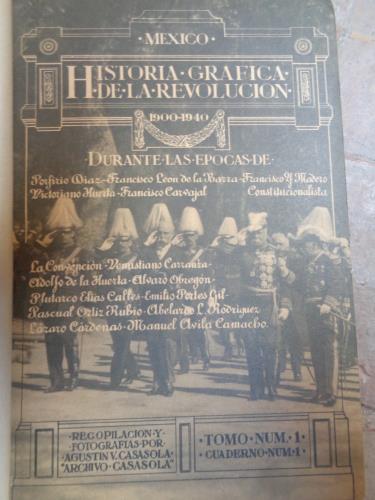 ·MEXICO·
HISTORIA·GRAFICA·
·DE·LA·REVOLUCION·
1900-1940
·DURANTE·LAS·EPOCAS·DE·
Porfirio Diaz-Francisco Leon de la Barra-Francisco Y Madero
Victoriano Huerta-Francisco Carvajal Constitucionalista
La Convención-Venustiano Carranza-
Adolfo de la Huerta-Alvaro Obregón-
Plutarco Elías Calles-Emilio Portes Gil-
Pascual Ortiz Rubio-Abelardo L. Rodríguez
Lázaro Cárdenas-Manuel Avila Camacho.
·RECOPILACION·Y·
FOTOGRAFIAS·POR
AGUSTIN V. CASASOLA
"ARCHIVO CASASOLA"
·TOMO·NUM·1·
·CUADERNO·NUM·1·